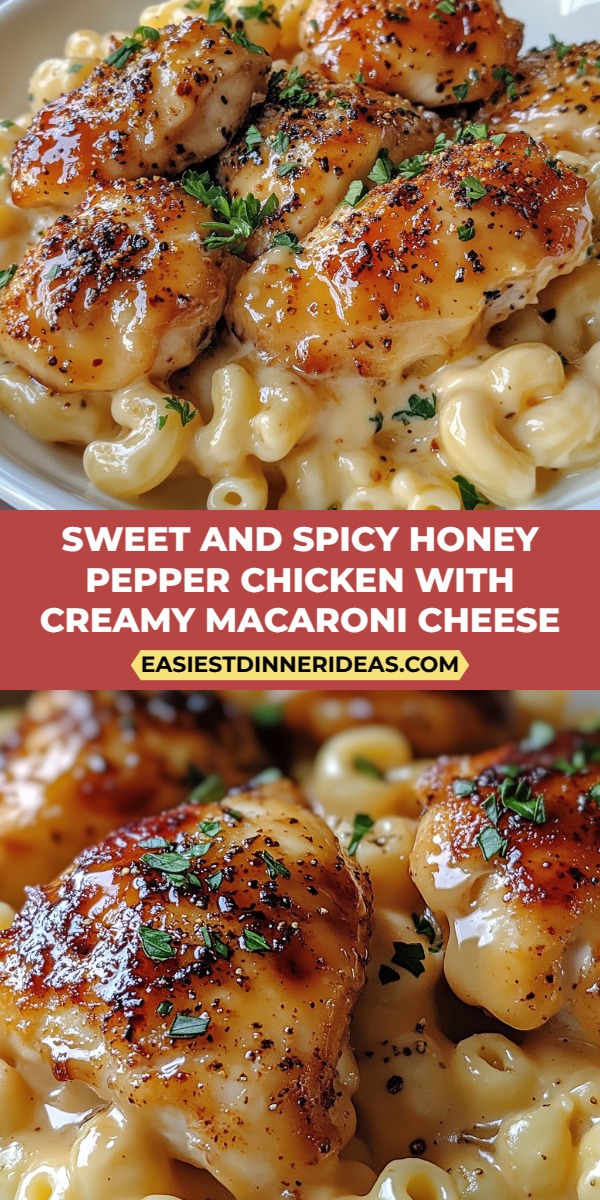 SWEET AND SPICY HONEY
PEPPER CHICKEN WITH
CREAMY MACARONI CHEESE
EASIESTDINNERIDEAS.COM